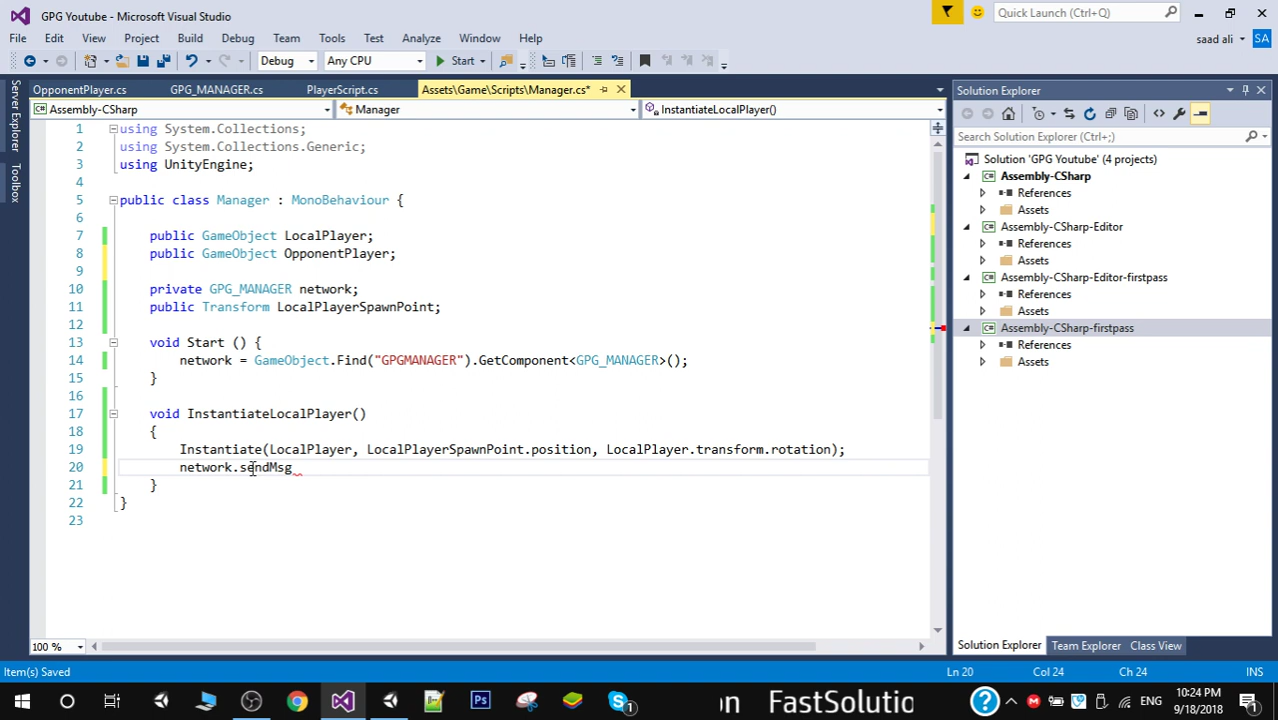 GPG Youtube - Microsoft Visual Studio
Quick Launch (Ctrl+Q)
File Edit View Project Build Debug Team Tools Test Analyze Window Help
saad ali SA
Debug Any CPU Start
Server Explorer
Toolbox
OpponentPlayer.cs GPG_MANAGER.cs PlayerScript.cs Assets\Game\Scripts\Manager.cs*
Assembly-CSharp Manager InstantiateLocalPlayer()
1 using System.Collections;
2 using System.Collections.Generic;
3 using UnityEngine;
4
5 public class Manager : MonoBehaviour {
6
7 public GameObject LocalPlayer;
8 public GameObject OpponentPlayer;
9
10 private GPG_MANAGER network;
11 public Transform LocalPlayerSpawnPoint;
12
13 void Start () {
14 network = GameObject.Find("GPGMANAGER").GetComponent<GPG_MANAGER>();
15 }
16
17 void InstantiateLocalPlayer()
18 {
19 Instantiate(LocalPlayer, LocalPlayerSpawnPoint.position, LocalPlayer.transform.rotation);
20 network.sendMsg
21 }
22 }
23
100 %
Solution Explorer
Search Solution Explorer (Ctrl+;)
Solution 'GPG Youtube' (4 projects)
Assembly-CSharp
References
Assets
Assembly-CSharp-Editor
References
Assets
Assembly-CSharp-Editor-firstpass
References
Assets
Assembly-CSharp-firstpass
References
Assets
Solution Explorer Team Explorer Class View
Item(s) Saved Ln 20 Col 24 Ch 24 INS
on FastSolutio
ENG
10:24 PM
9/18/2018